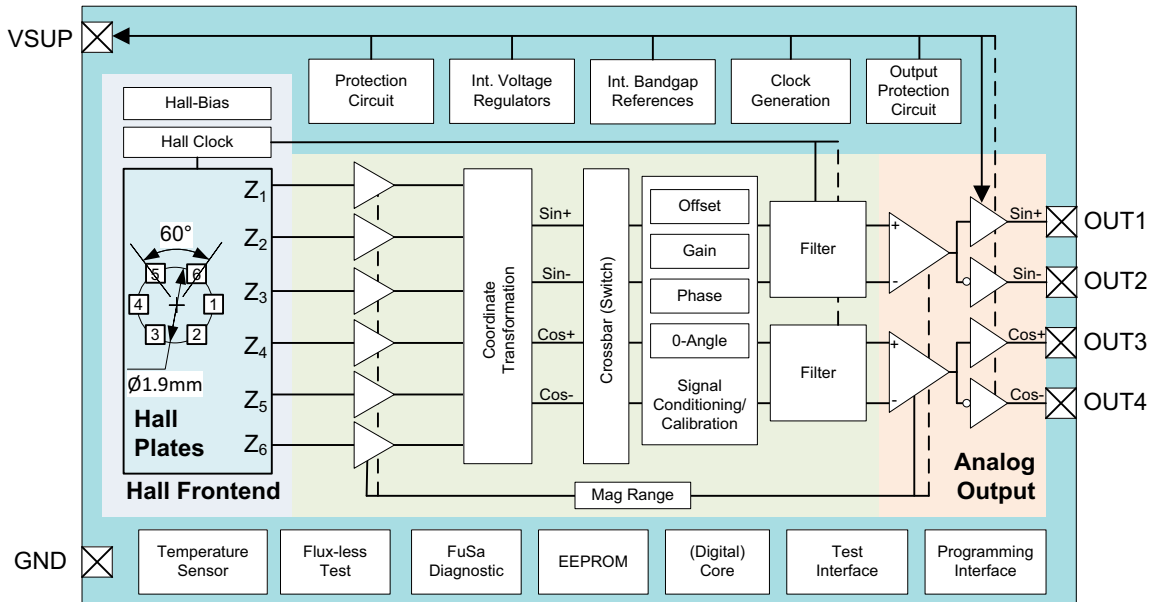 VSUP
Protection
Circuit
Int. Voltage
Regulators
Int. Bandgap
References
Clock
Generation
Output
Protection
Circuit
Hall-Bias
Hall Clock
Z1
Z2
Z3
Z4
Z5
Z6
60°
5
6
4
1
3
2
Ø1.9mm
Hall
Plates
Hall Frontend
Coordinate
Transformation
Sin+
Sin-
Cos+
Cos-
Crossbar (Switch)
Offset
Gain
Phase
0-Angle
Signal
Conditioning/
Calibration
Filter
Filter
+
-
+
-
Sin+
Sin-
Cos+
Cos-
OUT1
OUT2
OUT3
OUT4
Mag Range
Analog
Output
GND
Temperature
Sensor
Flux-less
Test
FuSa
Diagnostic
EEPROM
(Digital)
Core
Test
Interface
Programming
Interface